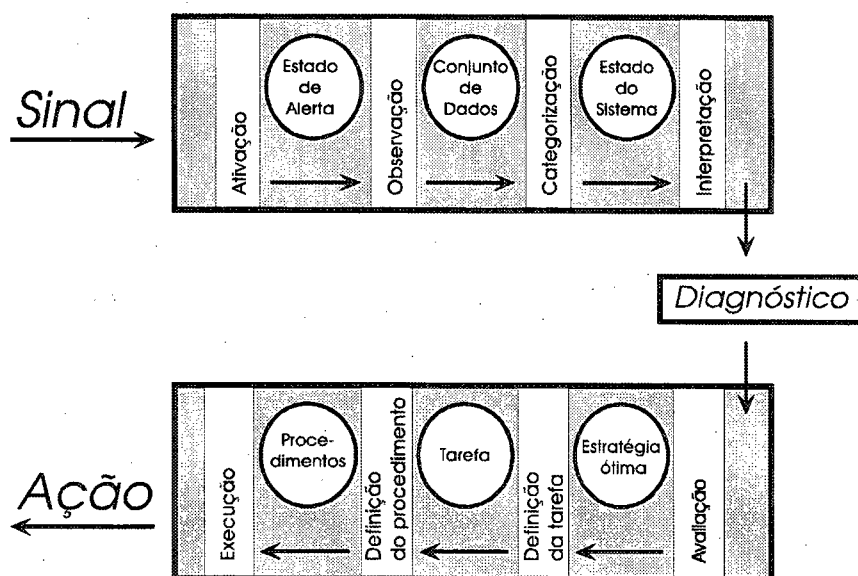 Sinal
Ativação
Estado
de
Alerta
Observação
Conjunto
de
Dados
Categorização
Estado
do
Sistema
Interpretação
Diagnóstico
Ação
Execução
Proce-
dimentos
Definição
do procedimento
Tarefa
Definição
da tarefa
Estratégia
ótima
Avaliação